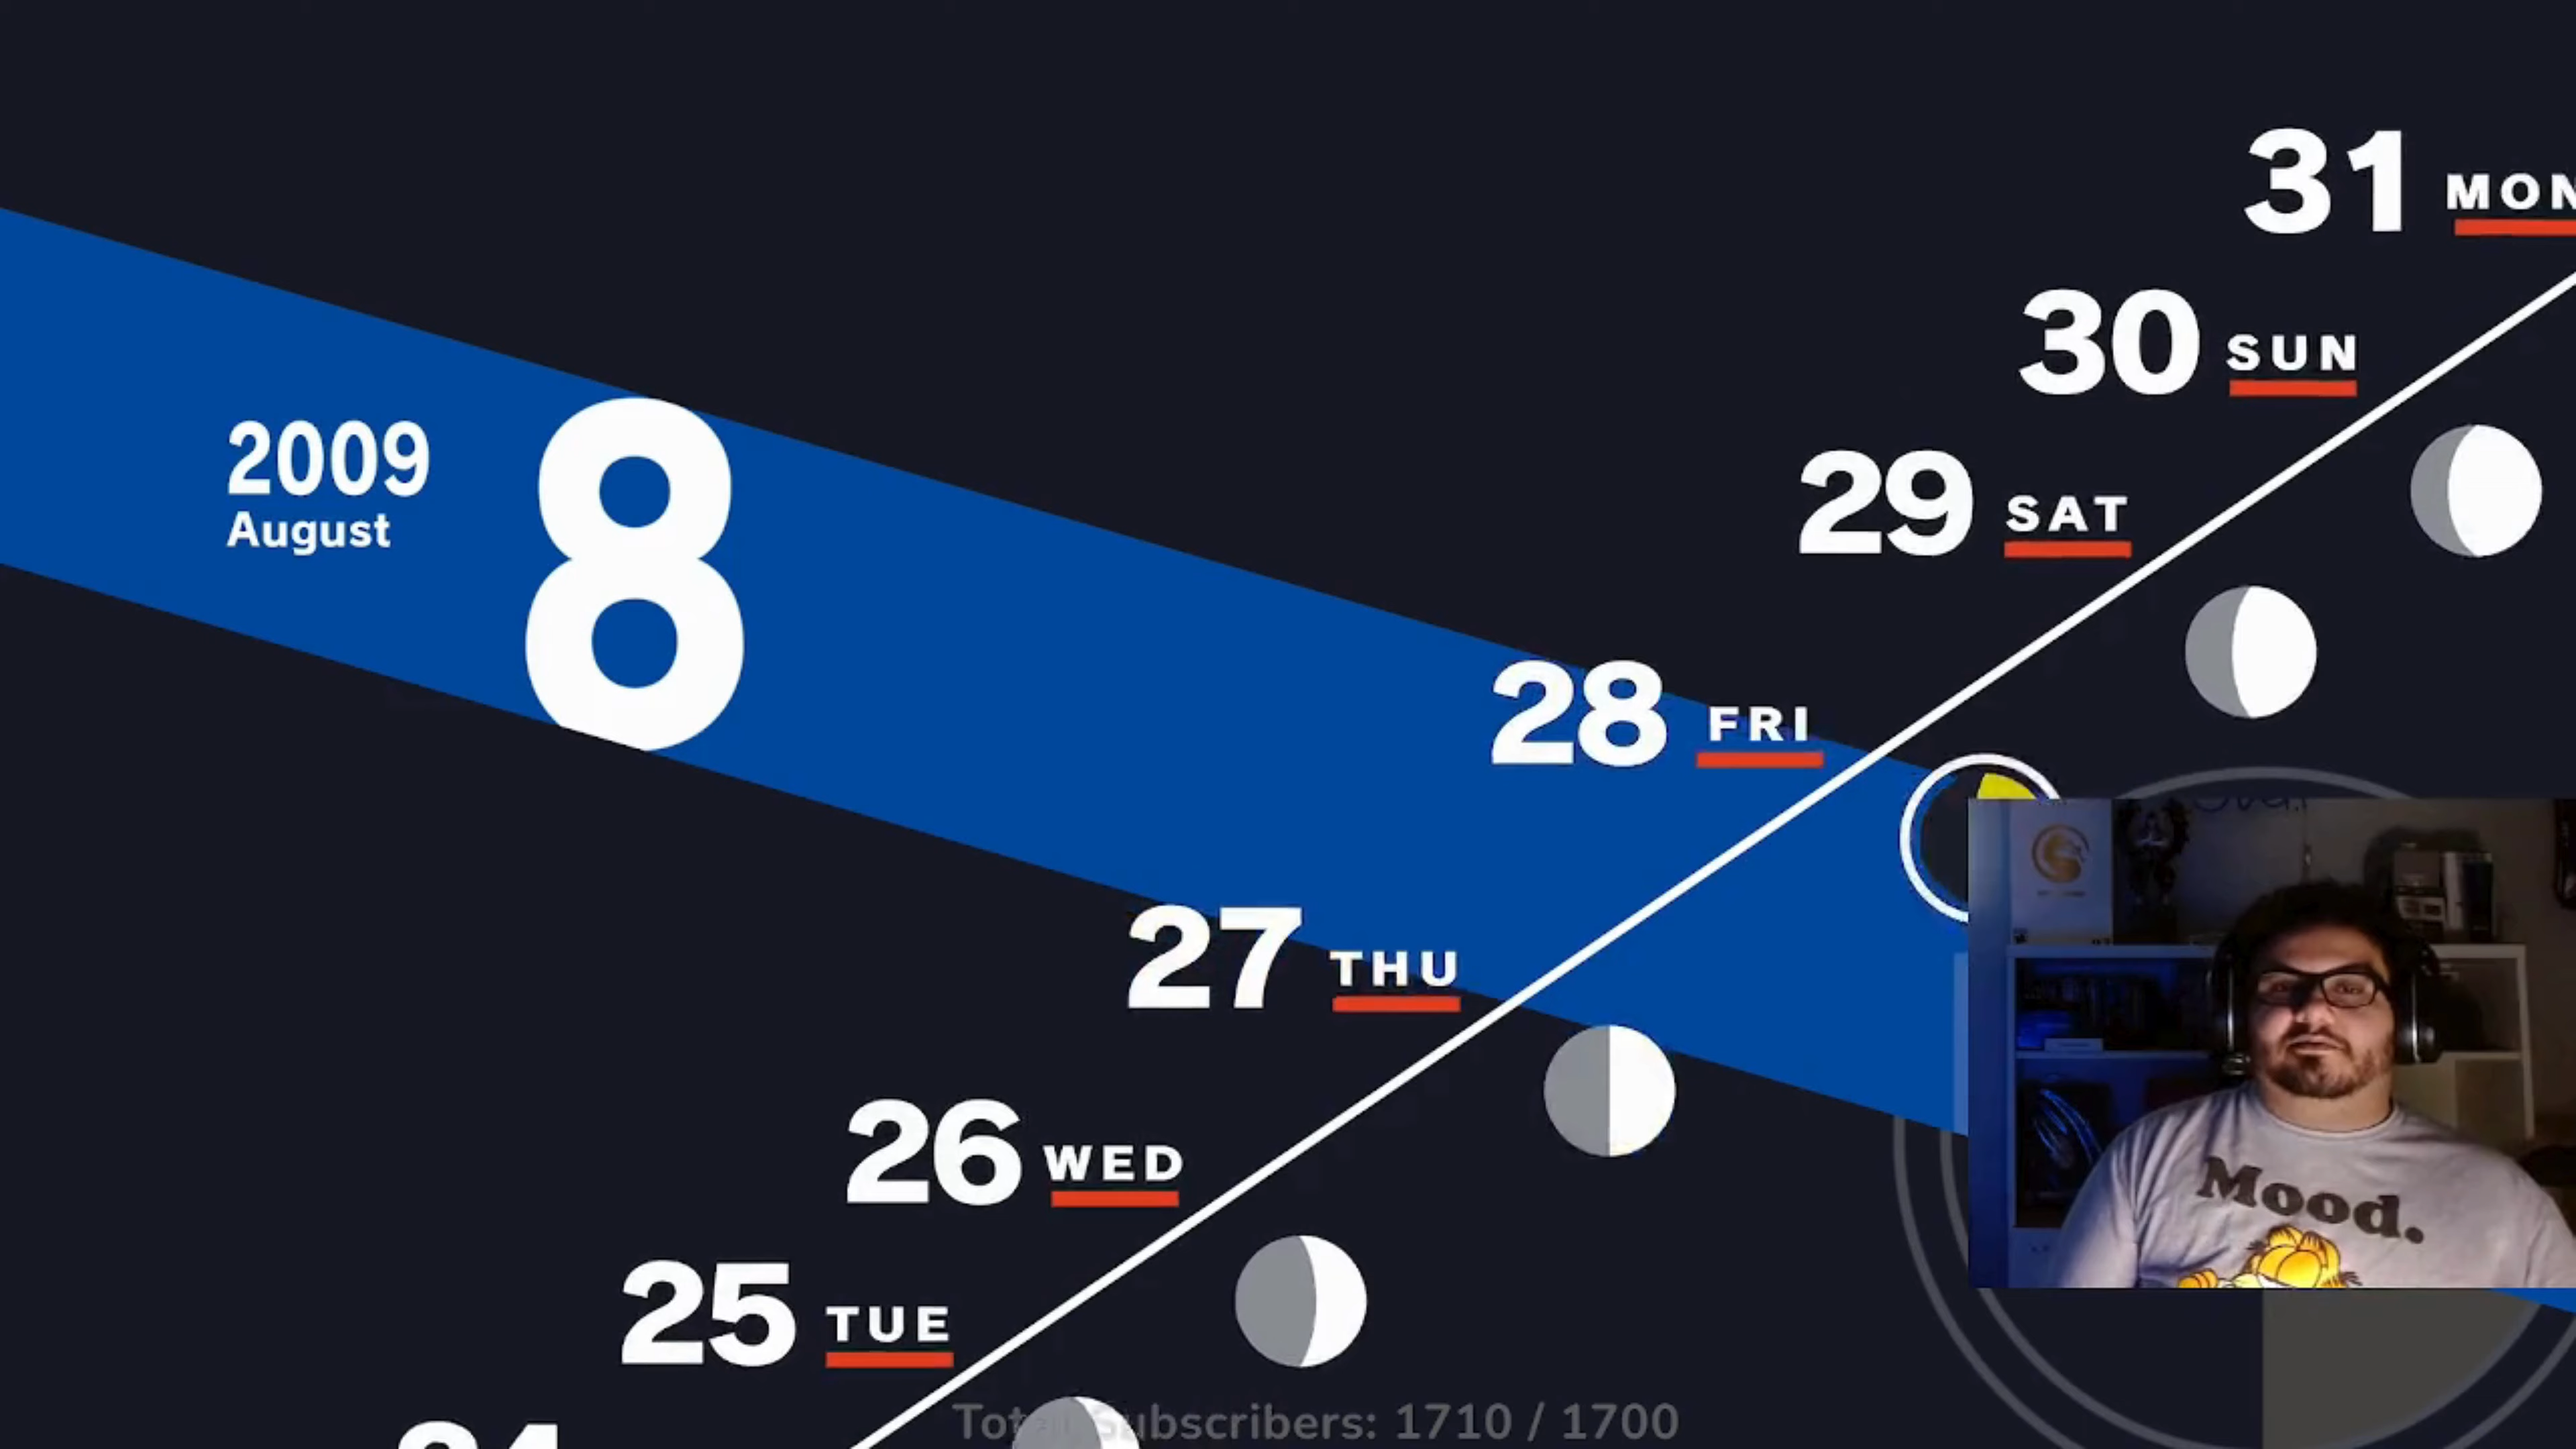 31 MON
30 SUN
29 SAT
2009
August
8
28 FRI
27 THU
26 WED
25 TUE
Total Subscribers: 1710 / 1700
Mood.